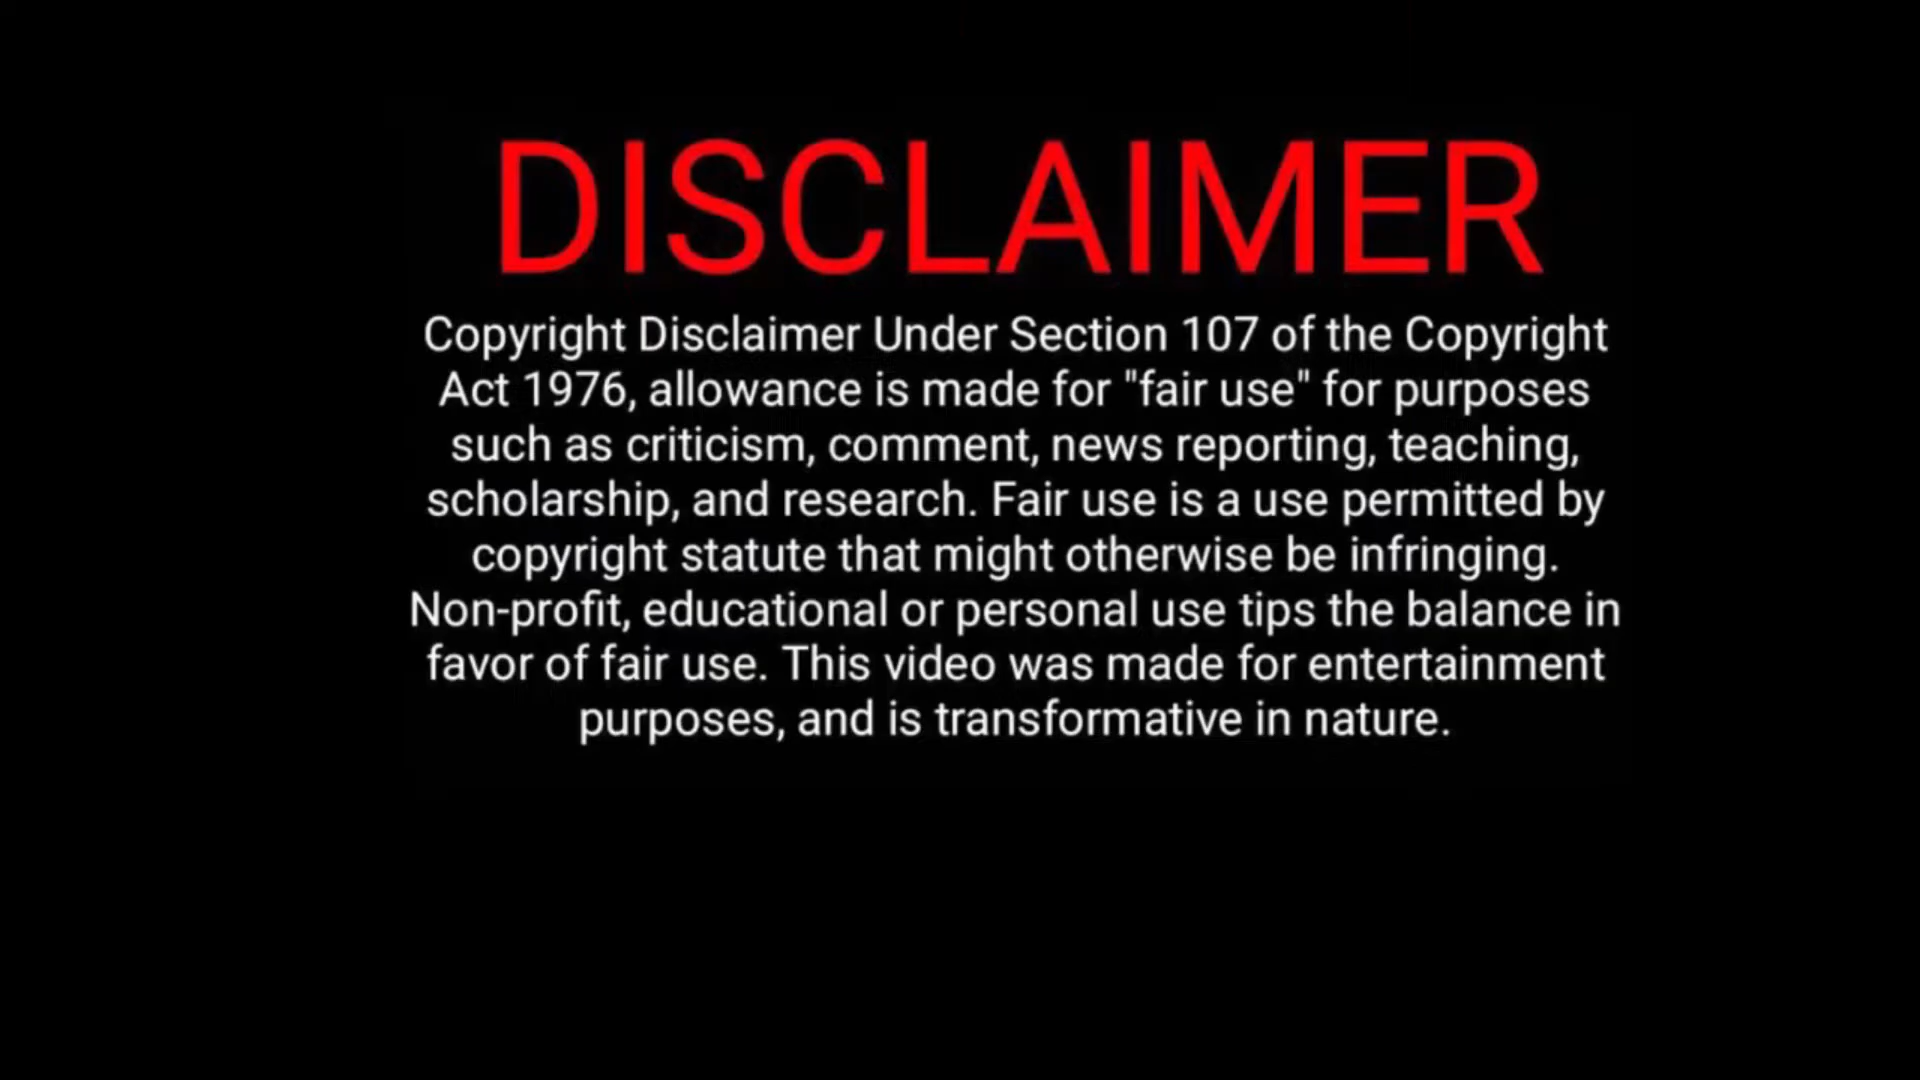 DISCLAIMER
Copyright Disclaimer Under Section 107 of the Copyright
Act 1976, allowance is made for "fair use" for purposes
such as criticism, comment, news reporting, teaching,
scholarship, and research. Fair use is a use permitted by
copyright statute that might otherwise be infringing.
Non-profit, educational or personal use tips the balance in
favor of fair use. This video was made for entertainment
purposes, and is transformative in nature.